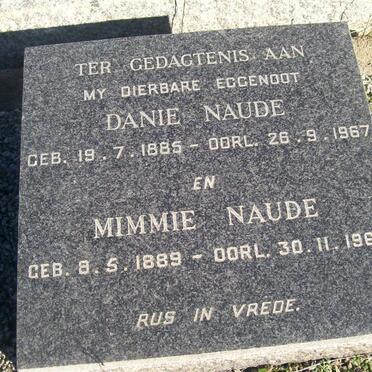 TER GEDAGTENIS AAN
MY DIERBARE EGGENOOT
DANIE NAUDE
GEB. 19.7.1885 - OORL. 26.9.1967
EN
MIMMIE NAUDE
GEB. 8.5.1889 - OORL. 30.11.
RUS IN VREDE.